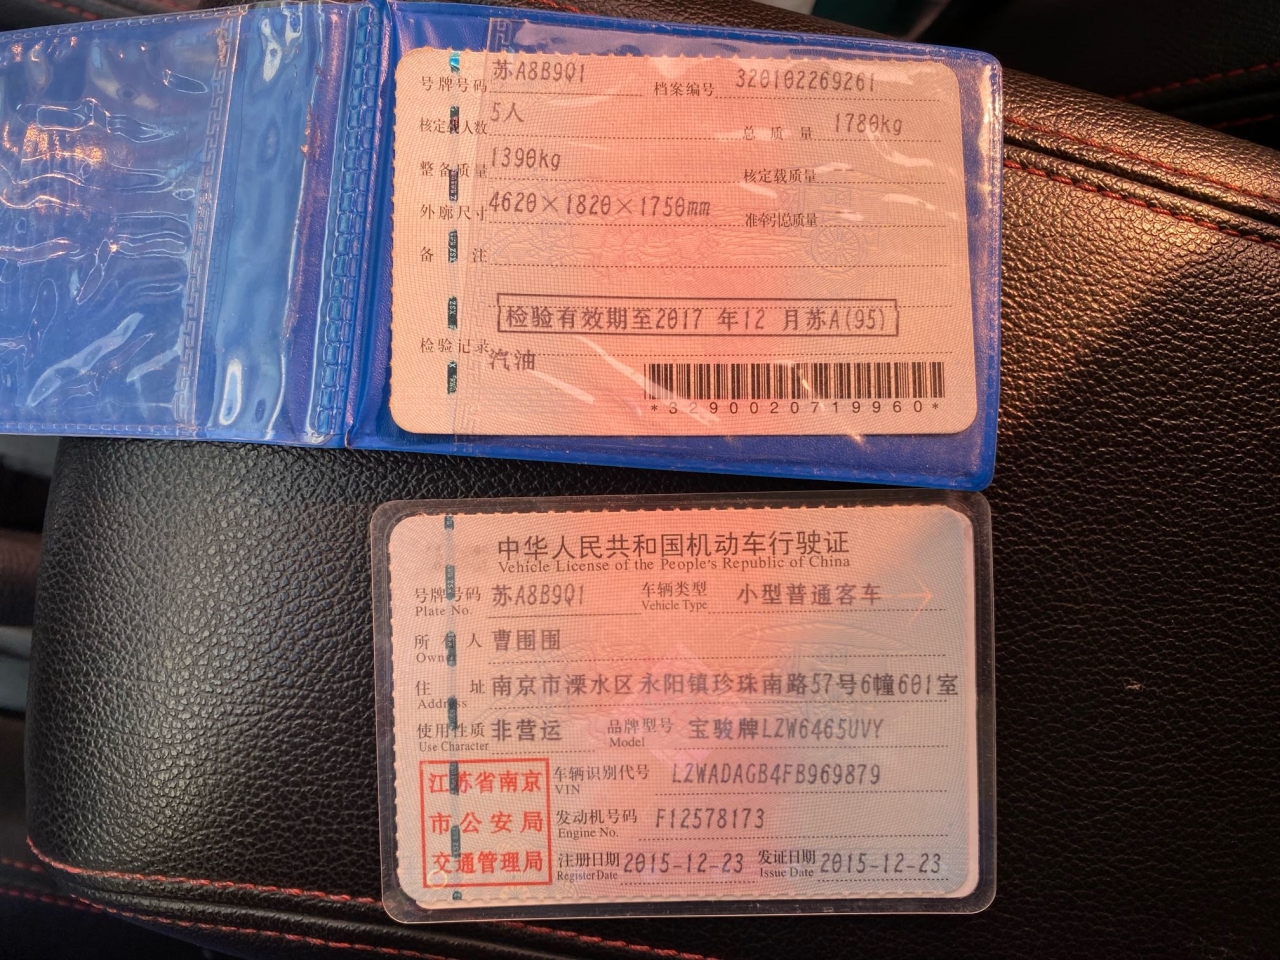 号牌号码 苏A8B9Q1 档案编号 320102269261
核定载人数 5人 总质量 1780kg
整备质量 1390kg 核定载质量 --
外廓尺寸 4620×1820×1750mm 准牵引总质量 --
备注
检验有效期至2017 年12 月苏A(95)
检验记录
汽油
*3290020719960*
中华人民共和国机动车行驶证
Vehicle License of the People's Republic of China
号牌号码 苏A8B9Q1 车辆类型 小型普通客车
Plate No. Vehicle Type
所有人 曹围围
Owner
住址 南京市溧水区永阳镇珍珠南路57号6幢601室
Address
使用性质 非营运 品牌型号 宝骏牌LZW6465UVY
Use Character Model
江苏省南京
市公安局
交通管理局
车辆识别代号 LZWADAGB4FB969879
VIN
发动机号码 F12578173
Engine No.
注册日期 2015-12-23 发证日期 2015-12-23
Register Date Issue Date